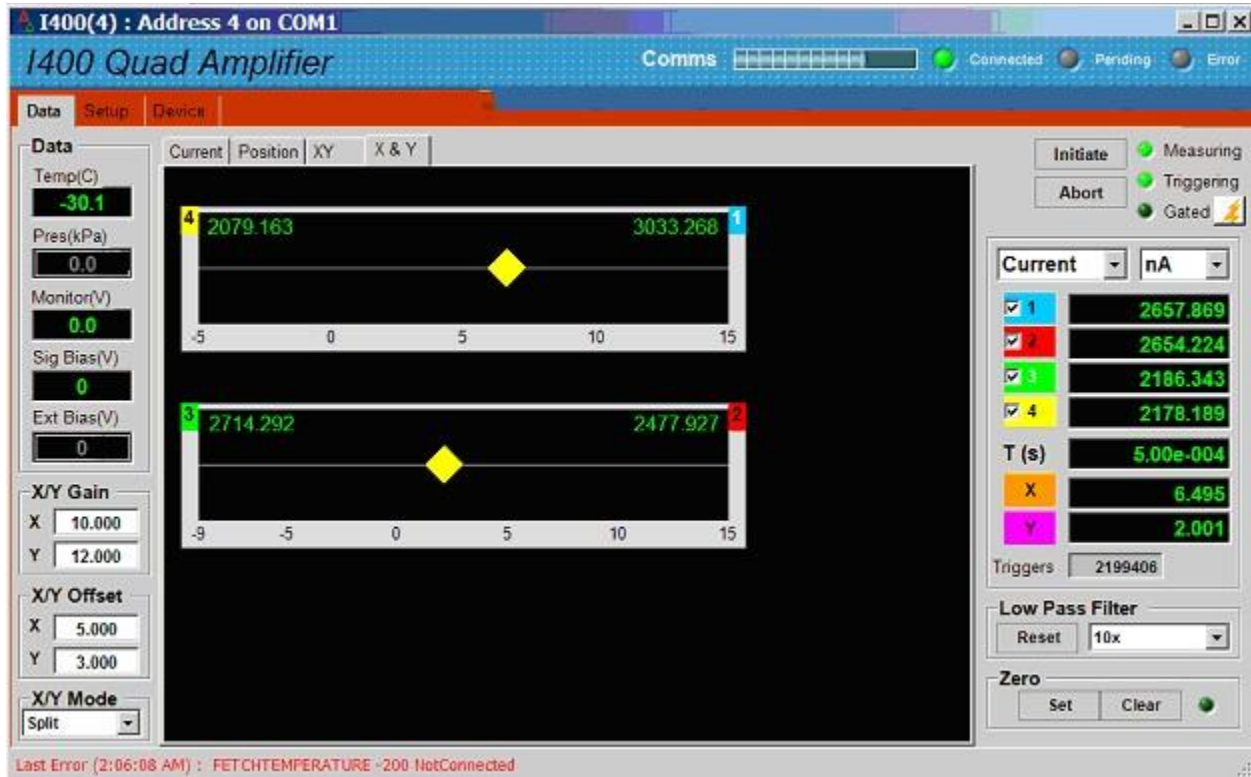 I400(4) : Address 4 on COM1
I400 Quad Amplifier
Comms
Connected
Pending
Error
Data Setup Device
Data
Temp(C)
-30.1
Pres(kPa)
0.0
Monitor(V)
0.0
Sig Bias(V)
0
Ext Bias(V)
0
X/Y Gain
X 10.000
Y 12.000
X/Y Offset
X 5.000
Y 3.000
X/Y Mode
Split
Current Position XY X & Y
4 2079.163 3033.268 1
-5 0 5 10 15
3 2714.292 2477.927 2
-9 -5 0 5 10 15
Initiate Measuring
Abort Triggering
Gated
Current nA
1 2657.869
2 2654.224
3 2186.343
4 2178.189
T (s) 5.00e-004
X 6.495
Y 2.001
Triggers 2199406
Low Pass Filter
Reset 10x
Zero
Set Clear
Last Error (2:06:08 AM) : FETCHTEMPERATURE -200 NotConnected